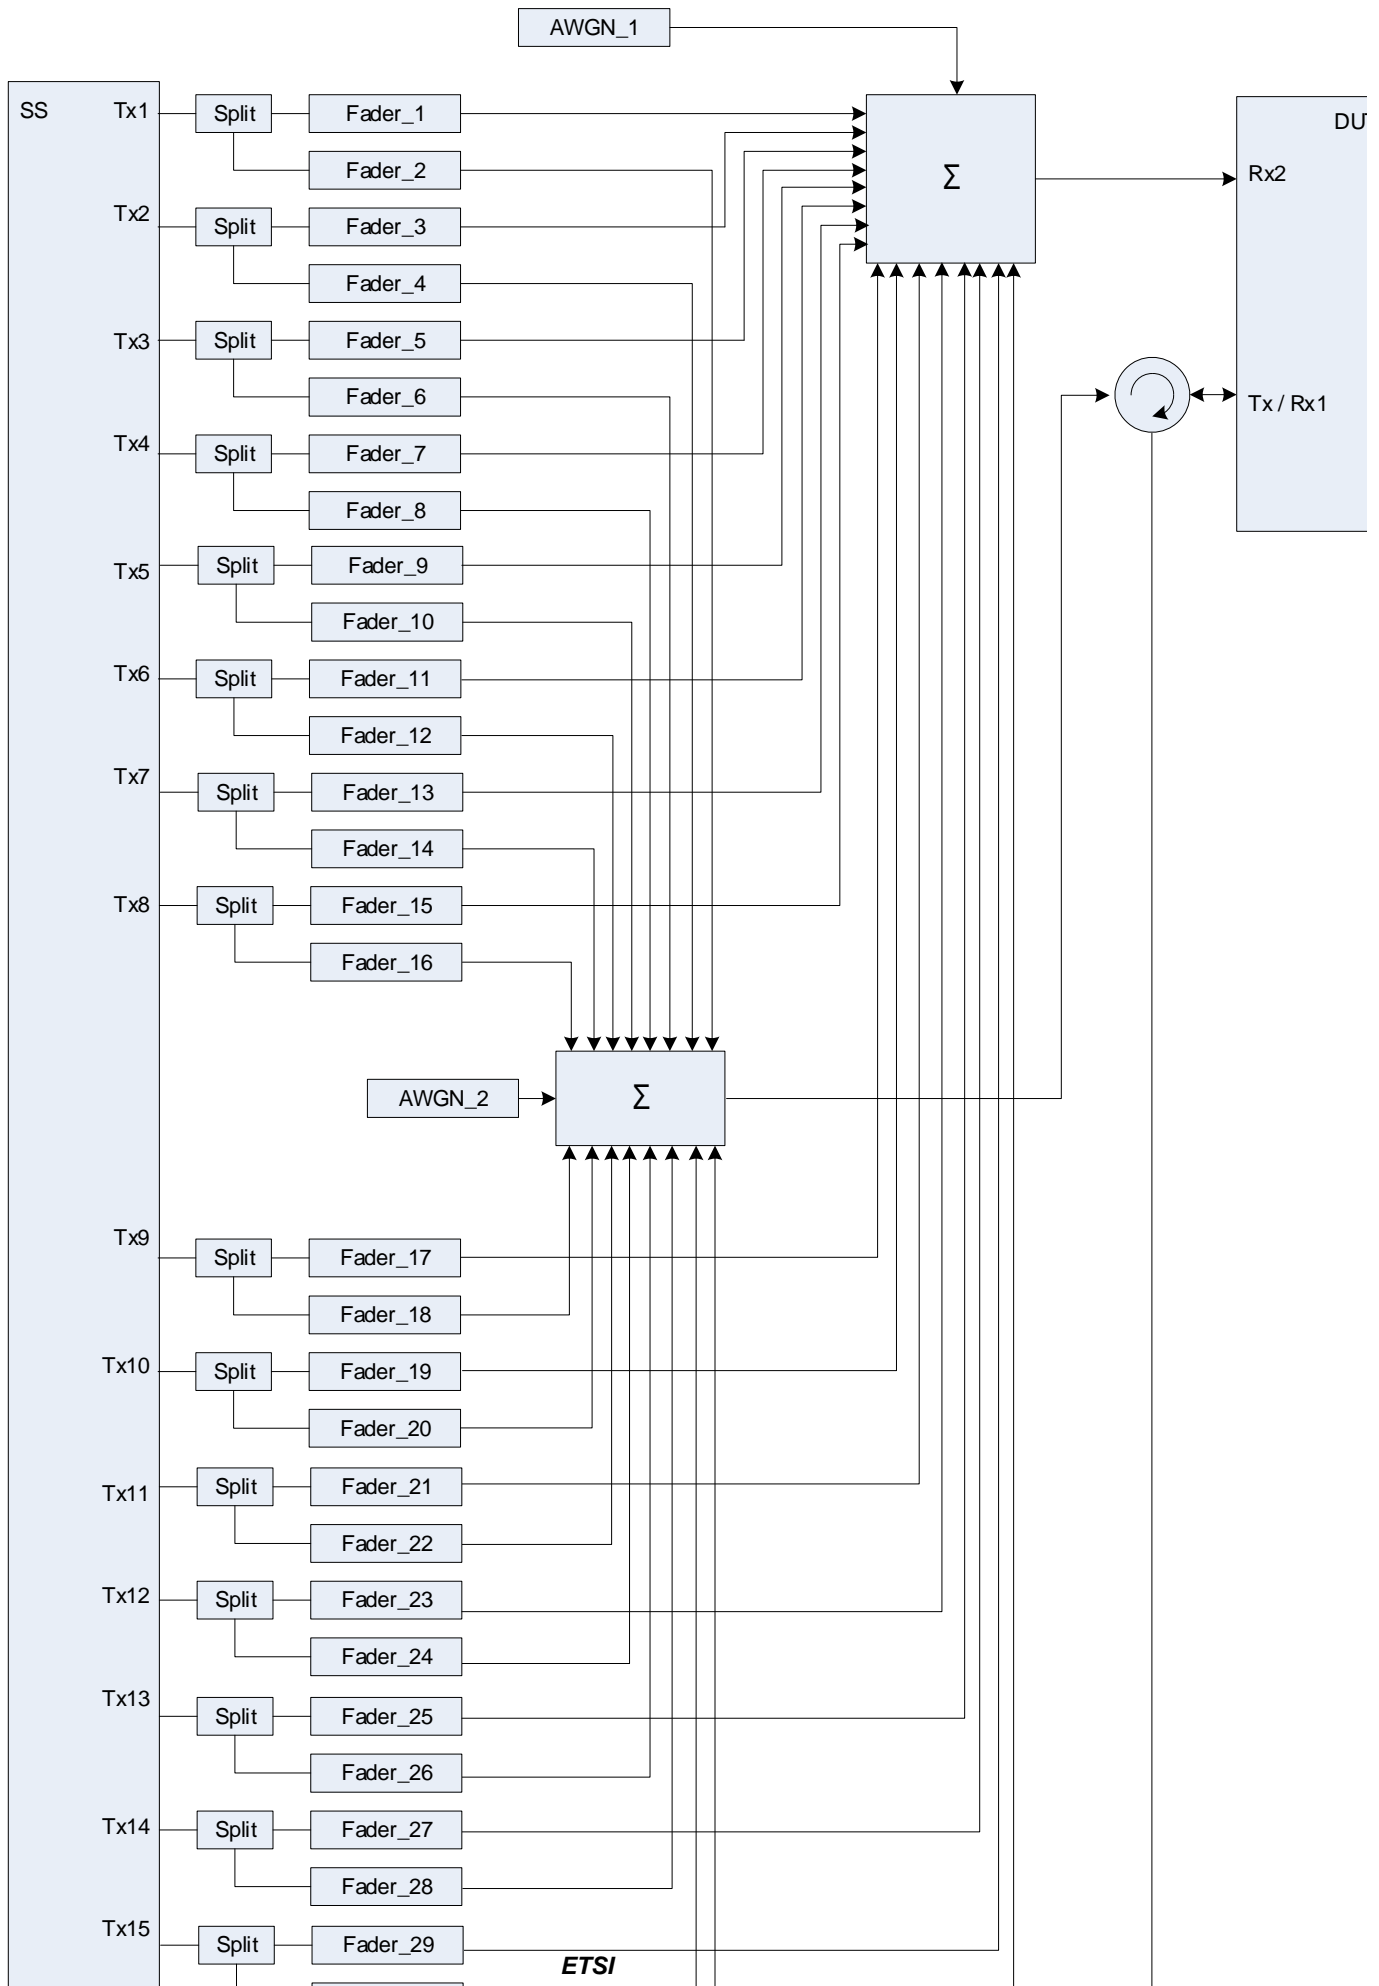 AWGN_1
SS
Tx1
Split
Fader_1
Fader_2
Tx2
Split
Fader_3
Fader_4
Tx3
Split
Fader_5
Fader_6
Tx4
Split
Fader_7
Fader_8
Tx5
Split
Fader_9
Fader_10
Tx6
Split
Fader_11
Fader_12
Tx7
Split
Fader_13
Fader_14
Tx8
Split
Fader_15
Fader_16
Σ
DU
Rx2
Tx / Rx1
AWGN_2
Σ
Tx9
Split
Fader_17
Fader_18
Tx10
Split
Fader_19
Fader_20
Tx11
Split
Fader_21
Fader_22
Tx12
Split
Fader_23
Fader_24
Tx13
Split
Fader_25
Fader_26
Tx14
Split
Fader_27
Fader_28
Tx15
Split
Fader_29
ETSI